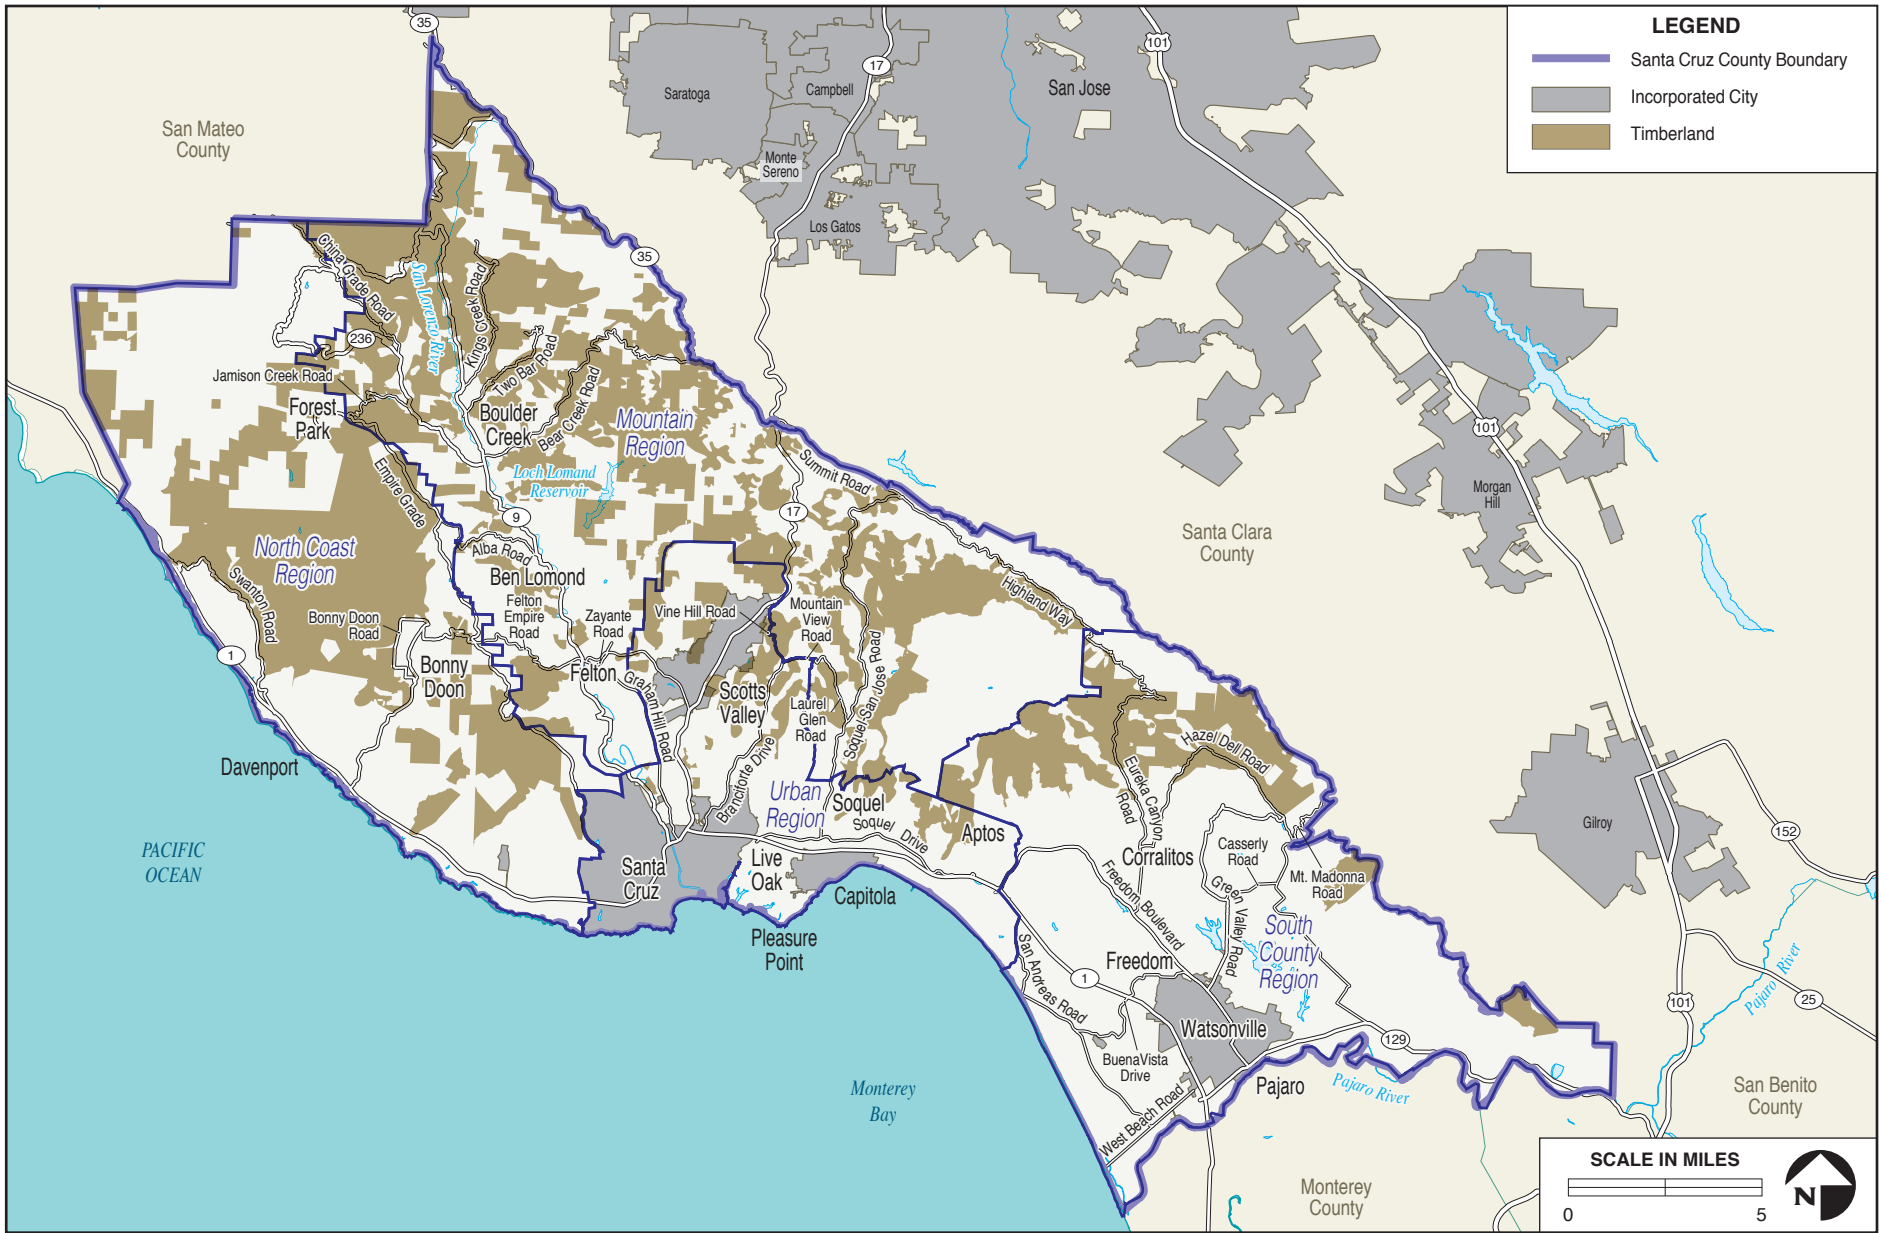 35
101
17
Saratoga
Campbell
San Jose
LEGEND
Santa Cruz County Boundary
Incorporated City
Timberland
San Mateo
County
Monte
Sereno
Los Gatos
35
China Grade Road
San Lorenzo River
Kings Creek Road
236
Two Bar Road
Jamison Creek Road
Forest
Park
Boulder
Creek
Bear Creek Road
Mountain
Region
101
Empire Grade
Loch Lomand
Reservoir
Summit Road
Morgan
Hill
9
17
Santa Clara
County
North Coast
Region
Alba Road
Ben Lomond
Swanton Road
Felton
Empire
Road
Zayante
Road
Vine Hill Road
Mountain
View
Road
Highland Way
Bonny Doon
Road
1
Bonny
Doon
Felton
Graham Hill Road
Scotts
Valley
Laurel
Glen
Road
Soquel-San Jose Road
Hazel Dell Road
Davenport
Branciforte Drive
Urban
Region
Soquel
Soquel Drive
Aptos
Eureka Canyon
Road
Gilroy
152
PACIFIC
OCEAN
Santa
Cruz
Live
Oak
Capitola
Corralitos
Casserly
Road
Mt. Madonna
Road
Freedom Boulevard
Green Valley Road
South
County
Region
Pleasure
Point
San Andreas Road
Freedom
1
101
25
Pajaro River
Watsonville
129
Buena Vista
Drive
Pajaro
Pajaro River
San Benito
County
Monterey
Bay
West Beach Road
Monterey
County
SCALE IN MILES
0 5
N